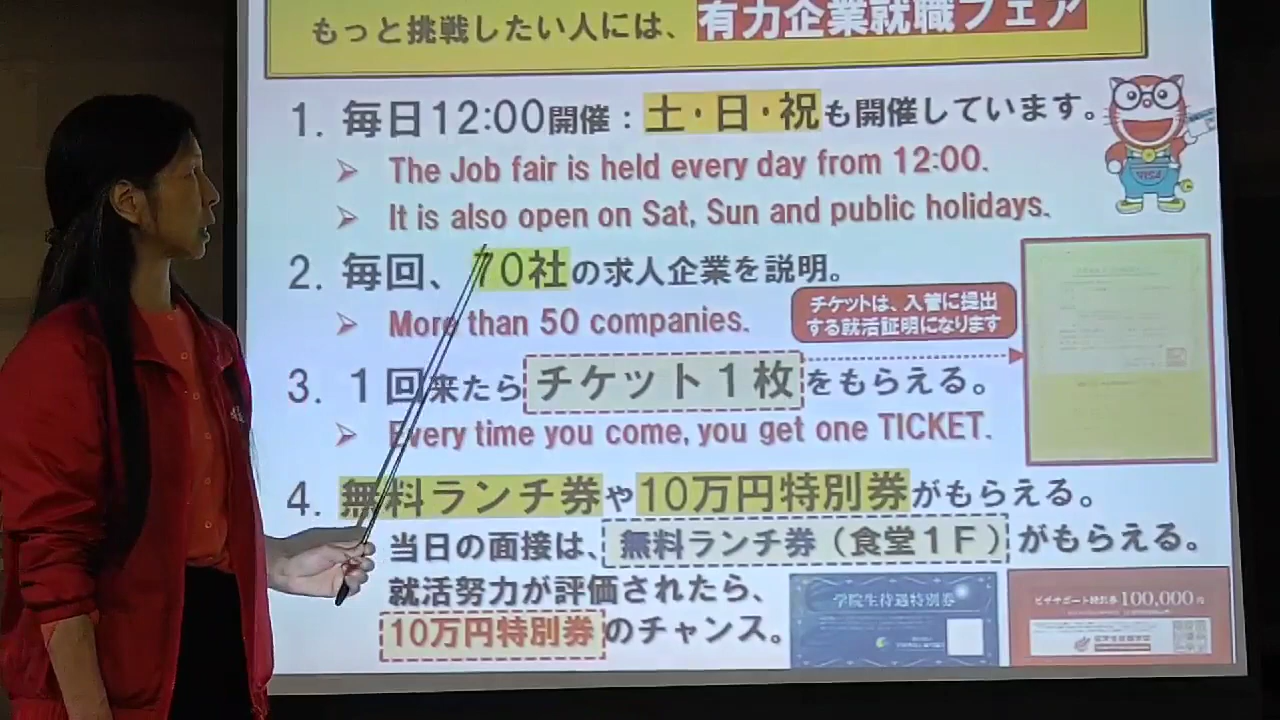 もっと挑戦したい人には、有力企業就職フェア
1. 毎日12:00開催：土・日・祝も開催しています。
➢ The Job fair is held every day from 12:00.
➢ It is also open on Sat, Sun and public holidays.
VISA
2. 毎回、70社の求人企業を説明。
➢ More than 50 companies.
チケットは、入管に提出
する就活証明になります
3. 1回来たらチケット1枚をもらえる。
➢ Every time you come, you get one TICKET.
4. 無料ランチ券や10万円特別券がもらえる。
当日の面接は、無料ランチ券（食堂1F）がもらえる。
就活努力が評価されたら、
10万円特別券のチャンス。
学院生待遇特別券
ビザサポート特別券 100,000円